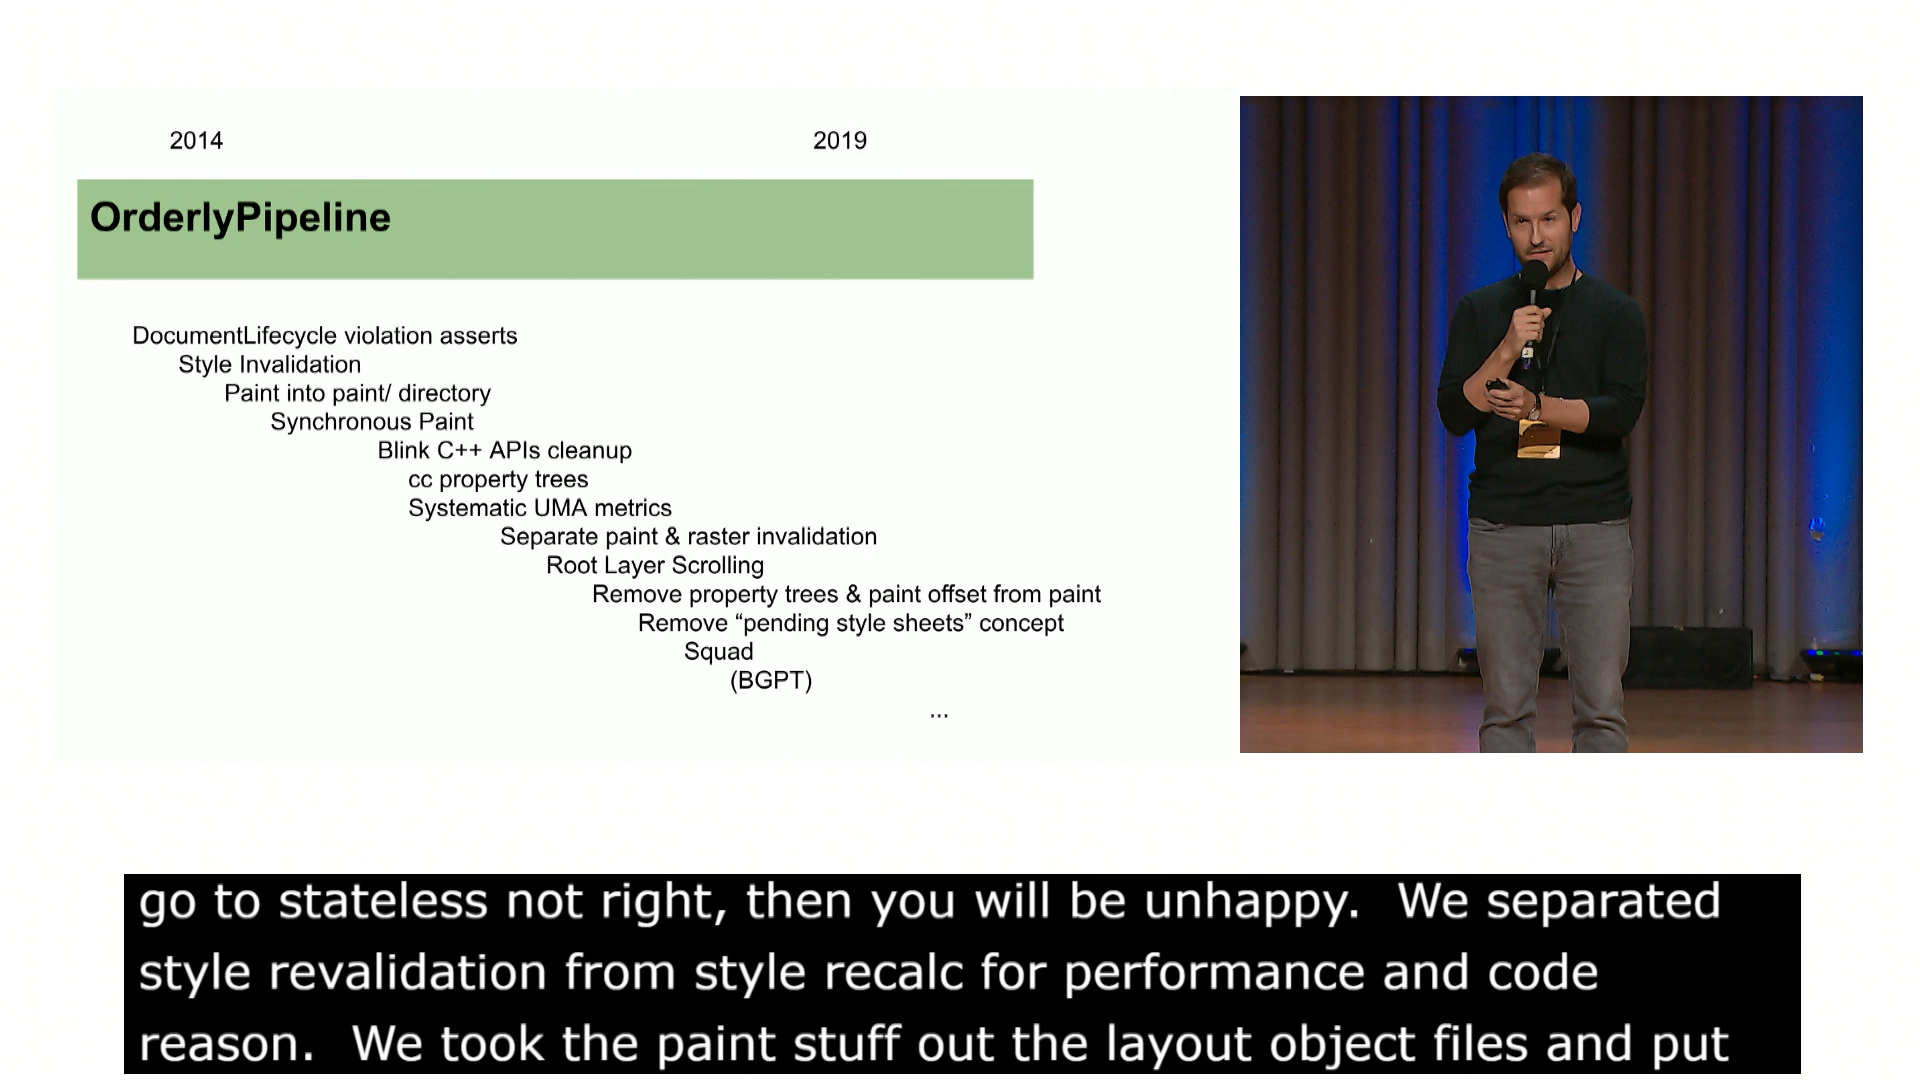 2014 2019
OrderlyPipeline
DocumentLifecycle violation asserts
Style Invalidation
Paint into paint/ directory
Synchronous Paint
Blink C++ APIs cleanup
cc property trees
Systematic UMA metrics
Separate paint & raster invalidation
Root Layer Scrolling
Remove property trees & paint offset from paint
Remove “pending style sheets” concept
Squad
(BGPT)
...
go to stateless not right, then you will be unhappy.  We separated
style revalidation from style recalc for performance and code
reason.  We took the paint stuff out the layout object files and put